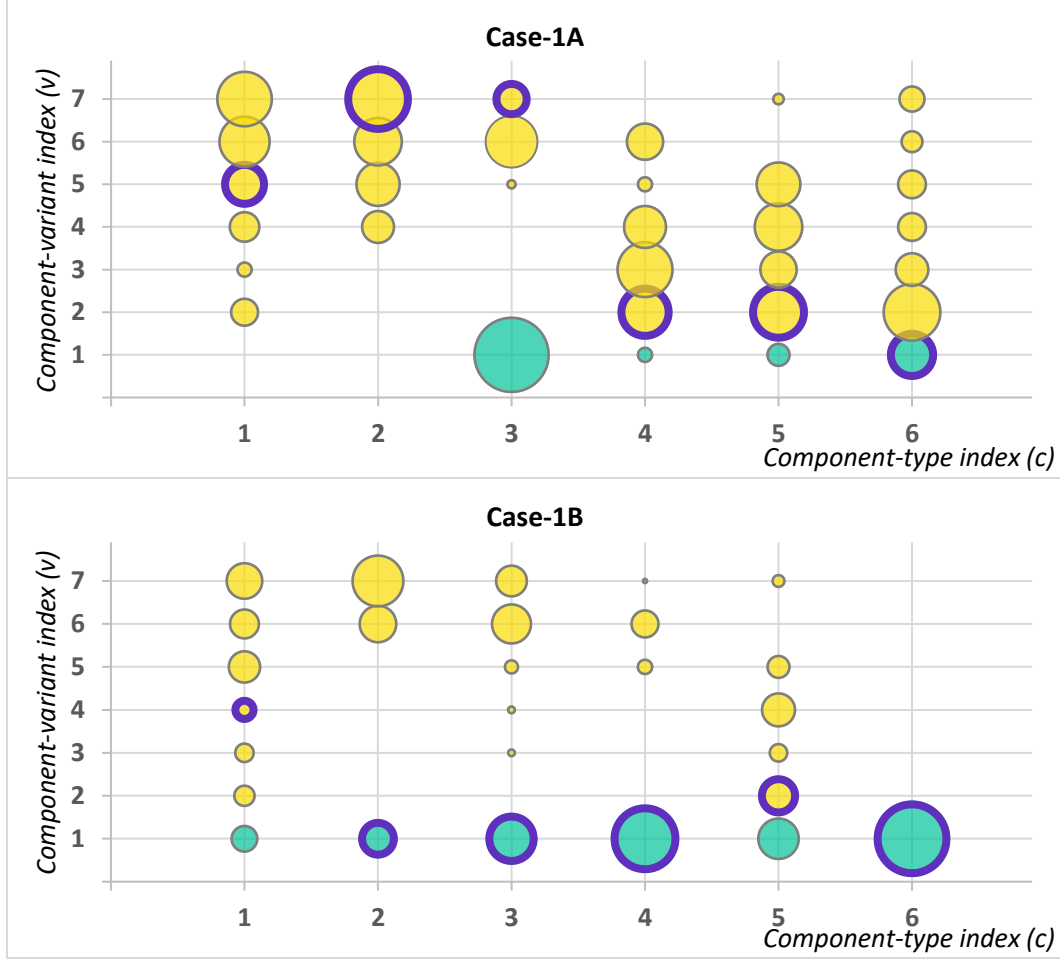 Case-1A
Component-variant index (v)
7
6
5
4
3
2
1
1 2 3 4 5 6
Component-type index (c)
Case-1B
Component-variant index (v)
7
6
5
4
3
2
1
1 2 3 4 5 6
Component-type index (c)